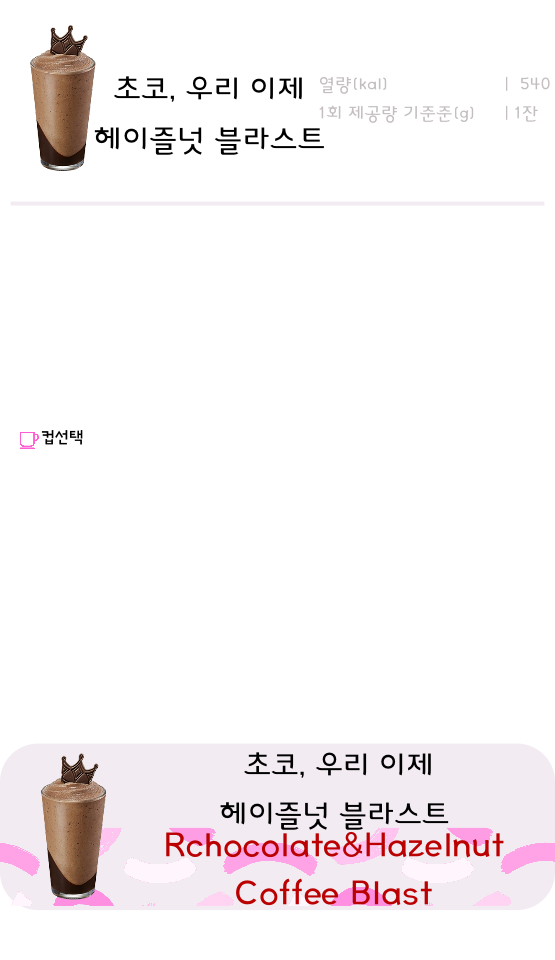 초코, 우리 이제
헤이즐넛 블라스트
열량(kal) | 540
1회 제공량 기준준(g) | 1잔
컵선택
초코, 우리 이제
헤이즐넛 블라스트
Rchocolate&Hazelnut
Coffee Blast